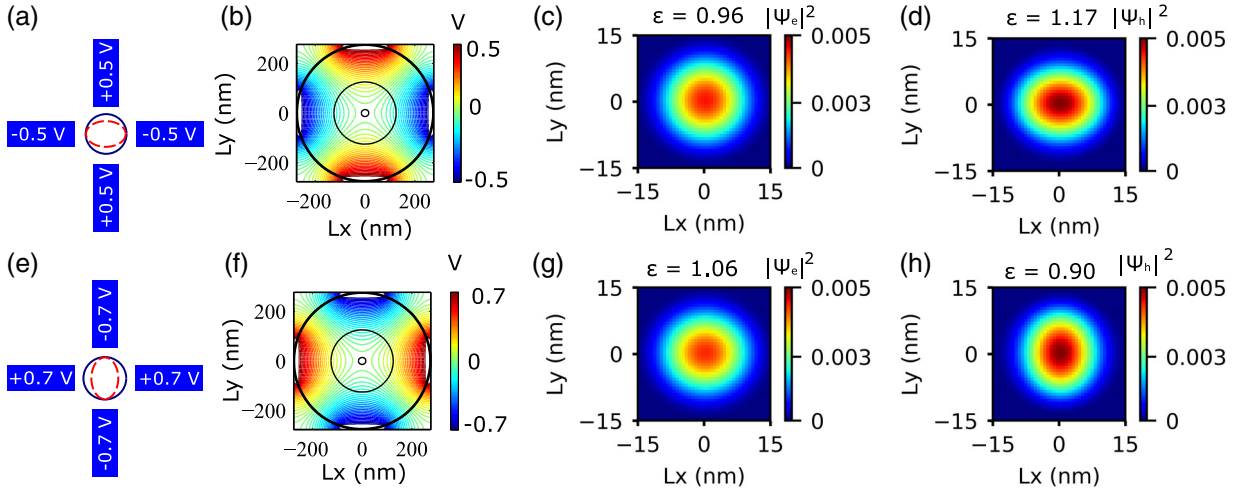 (a)
+0.5 V
-0.5 V
-0.5 V
+0.5 V
(b)
V
0.5
0
-0.5
200
0
−200
Ly (nm)
−200 0 200
Lx (nm)
(c)
ε = 0.96 |Ψe|²
15
0
−15
Ly (nm)
−15 0 15
Lx (nm)
0.005
0.003
0
(d)
ε = 1.17 |Ψh|²
15
0
−15
Ly (nm)
−15 0 15
Lx (nm)
0.005
0.003
0
(e)
-0.7 V
+0.7 V
+0.7 V
-0.7 V
(f)
V
0.7
0
-0.7
200
0
−200
Ly (nm)
−200 0 200
Lx (nm)
(g)
ε = 1.06 |Ψe|²
15
0
−15
Ly (nm)
−15 0 15
Lx (nm)
0.005
0.003
0
(h)
ε = 0.90 |Ψh|²
15
0
−15
Ly (nm)
−15 0 15
Lx (nm)
0.005
0.003
0